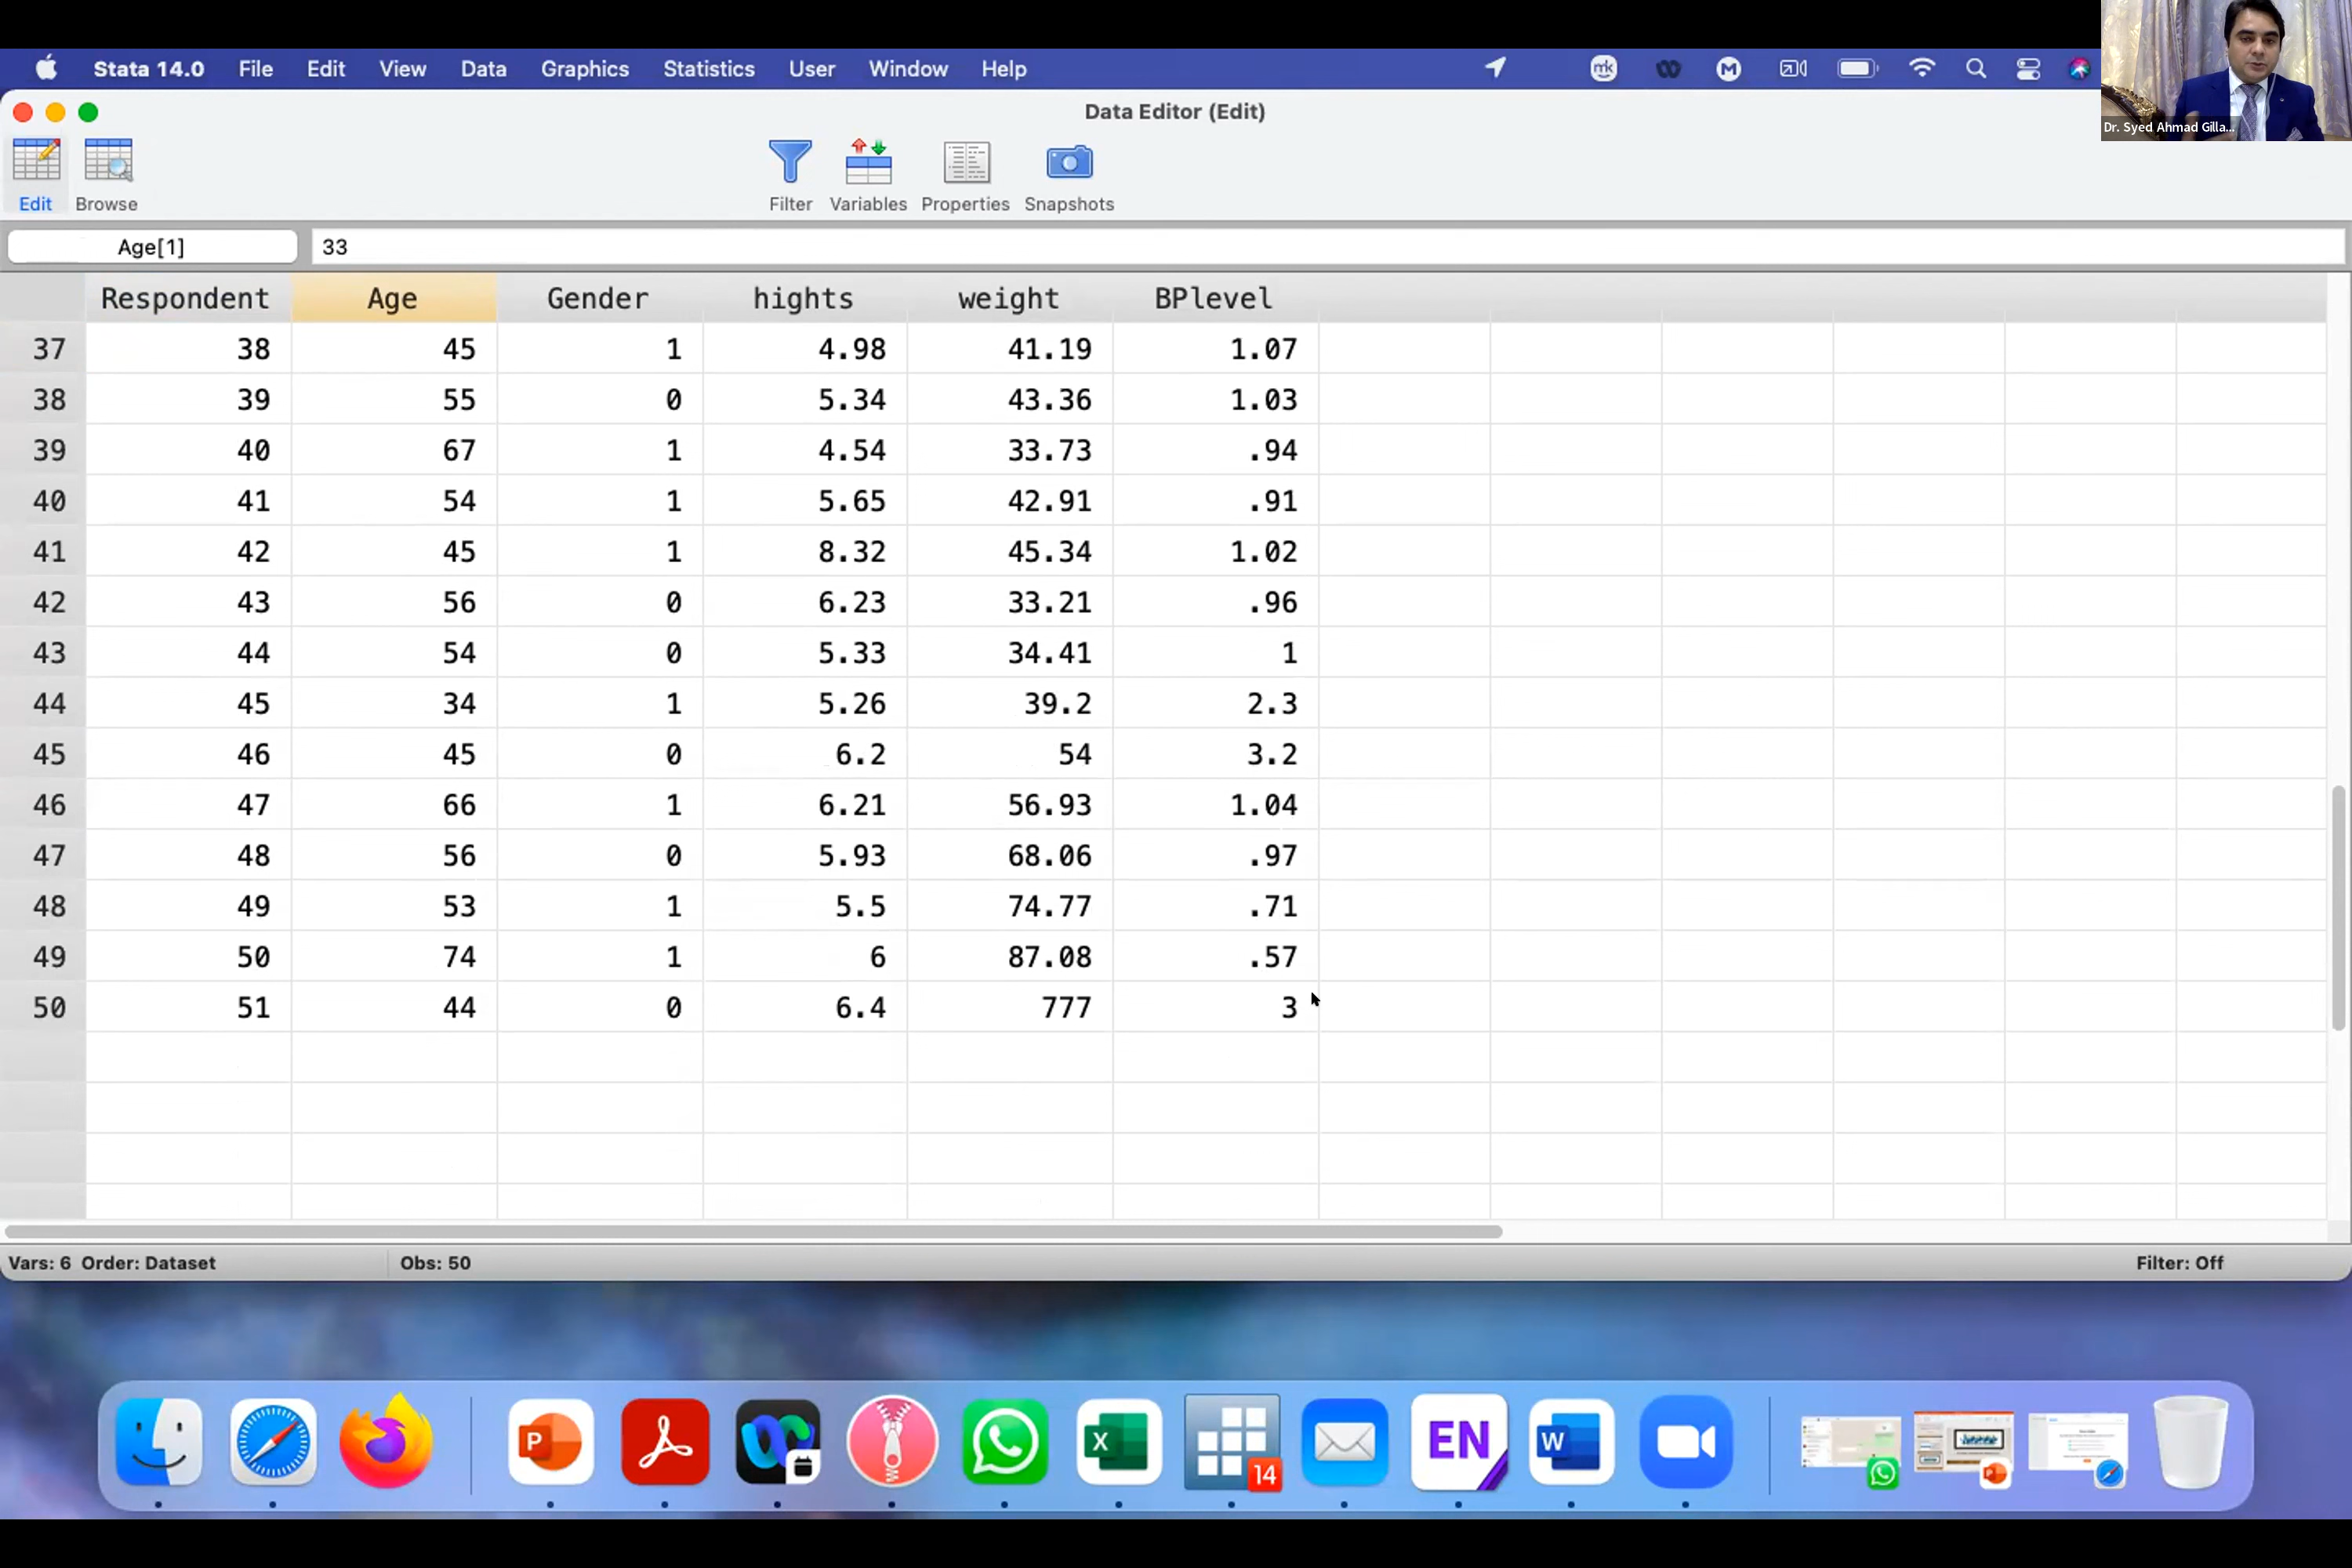 Stata 14.0 File Edit View Data Graphics Statistics User Window Help
Dr. Syed Ahmad Gilla...
Data Editor (Edit)
Edit Browse Filter Variables Properties Snapshots
Age[1] 33
Respondent Age Gender hights weight BPlevel
37 38 45 1 4.98 41.19 1.07
38 39 55 0 5.34 43.36 1.03
39 40 67 1 4.54 33.73 .94
40 41 54 1 5.65 42.91 .91
41 42 45 1 8.32 45.34 1.02
42 43 56 0 6.23 33.21 .96
43 44 54 0 5.33 34.41 1
44 45 34 1 5.26 39.2 2.3
45 46 45 0 6.2 54 3.2
46 47 66 1 6.21 56.93 1.04
47 48 56 0 5.93 68.06 .97
48 49 53 1 5.5 74.77 .71
49 50 74 1 6 87.08 .57
50 51 44 0 6.4 777 3
Vars: 6 Order: Dataset Obs: 50 Filter: Off
P X 14 EN W